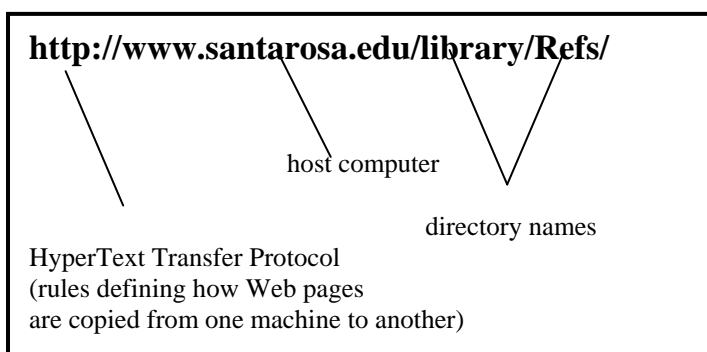 http://www.santarosa.edu/library/Refs/
host computer
directory names
HyperText Transfer Protocol
(rules defining how Web pages
are copied from one machine to another)